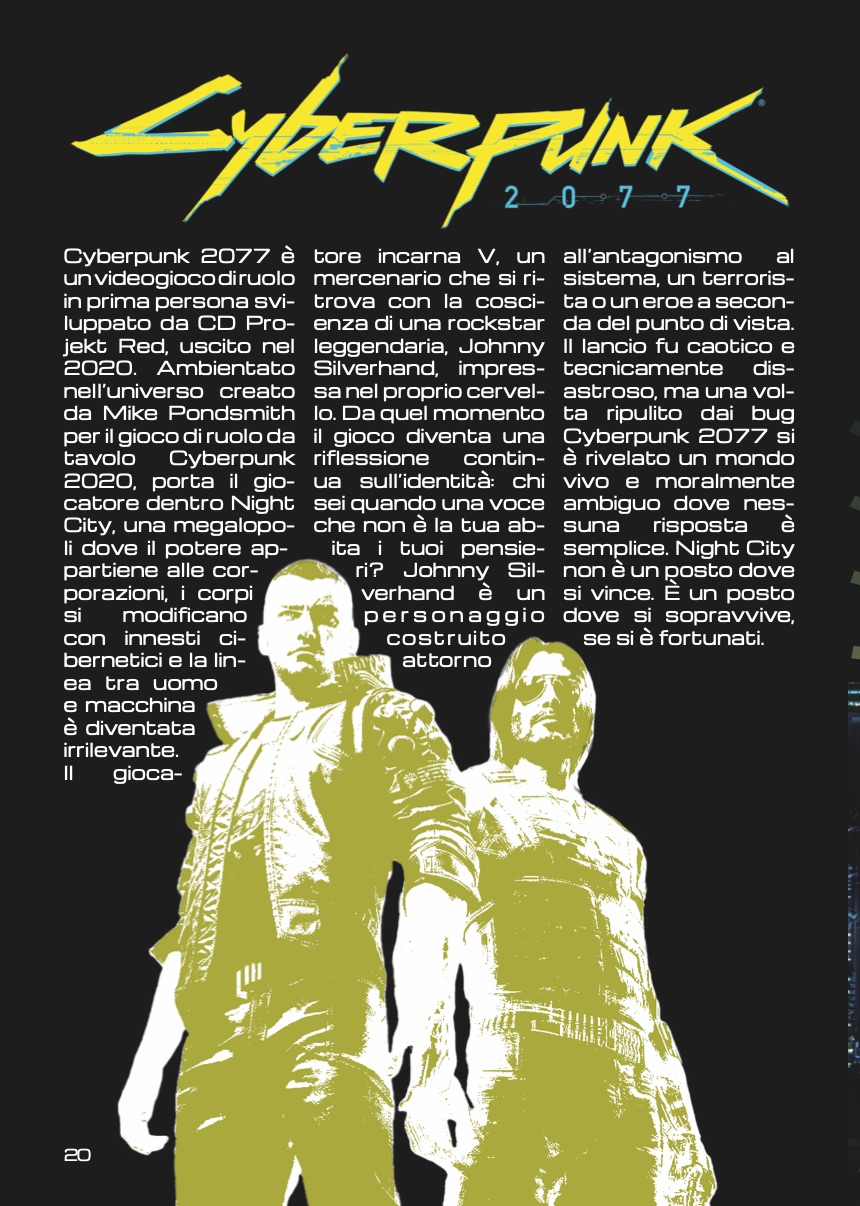 CYBERPUNK®
2077
Cyberpunk 2077 è
un videogioco di ruolo
in prima persona svi-
luppato da CD Pro-
jekt Red, uscito nel
2020. Ambientato
nell'universo creato
da Mike Pondsmith
per il gioco di ruolo da
tavolo Cyberpunk
2020, porta il gio-
catore dentro Night
City, una megalopo-
li dove il potere ap-
partiene alle cor-
porazioni, i corpi
si modificano
con innesti ci-
bernetici e la lin-
ea tra uomo
e macchina
è diventata
irrilevante.
Il gioca-
tore incarna V, un
mercenario che si ri-
trova con la cosci-
enza di una rockstar
leggendaria, Johnny
Silverhand, impres-
sa nel proprio cervel-
lo. Da quel momento
il gioco diventa una
riflessione contin-
ua sull'identità: chi
sei quando una voce
che non è la tua ab-
ita i tuoi pensie-
ri? Johnny Sil-
verhand è un
personaggio
costruito
attorno
all'antagonismo al
sistema, un terroris-
ta o un eroe a secon-
da del punto di vista.
Il lancio fu caotico e
tecnicamente dis-
astroso, ma una vol-
ta ripulito dai bug
Cyberpunk 2077 si
è rivelato un mondo
vivo e moralmente
ambiguo dove nes-
suna risposta è
semplice. Night City
non è un posto dove
si vince. È un posto
dove si sopravvive,
se si è fortunati.
20